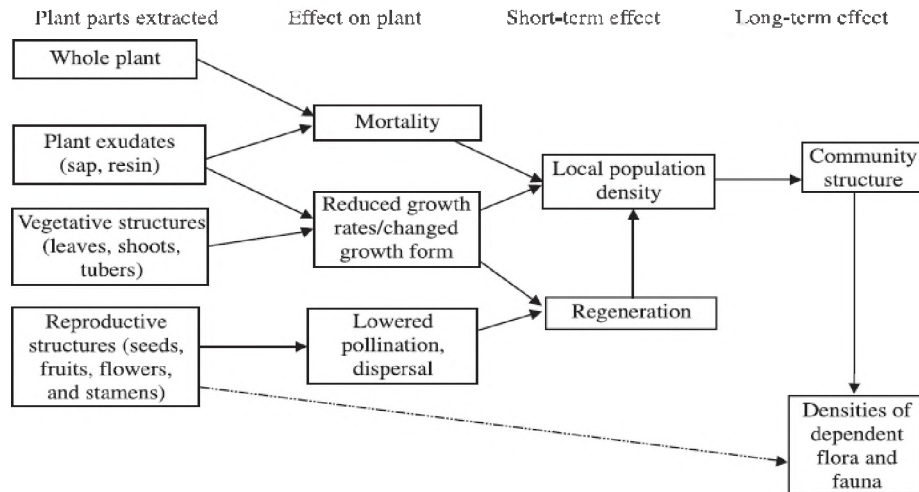 Plant parts extracted
Effect on plant
Short-term effect
Long-term effect
Whole plant
Plant exudates
(sap, resin)
Vegetative structures
(leaves, shoots,
tubers)
Reproductive
structures (seeds,
fruits, flowers,
and stamens)
Mortality
Reduced growth
rates/changed
growth form
Lowered
pollination,
dispersal
Local population
density
Regeneration
Community
structure
Densities of
dependent
flora and
fauna